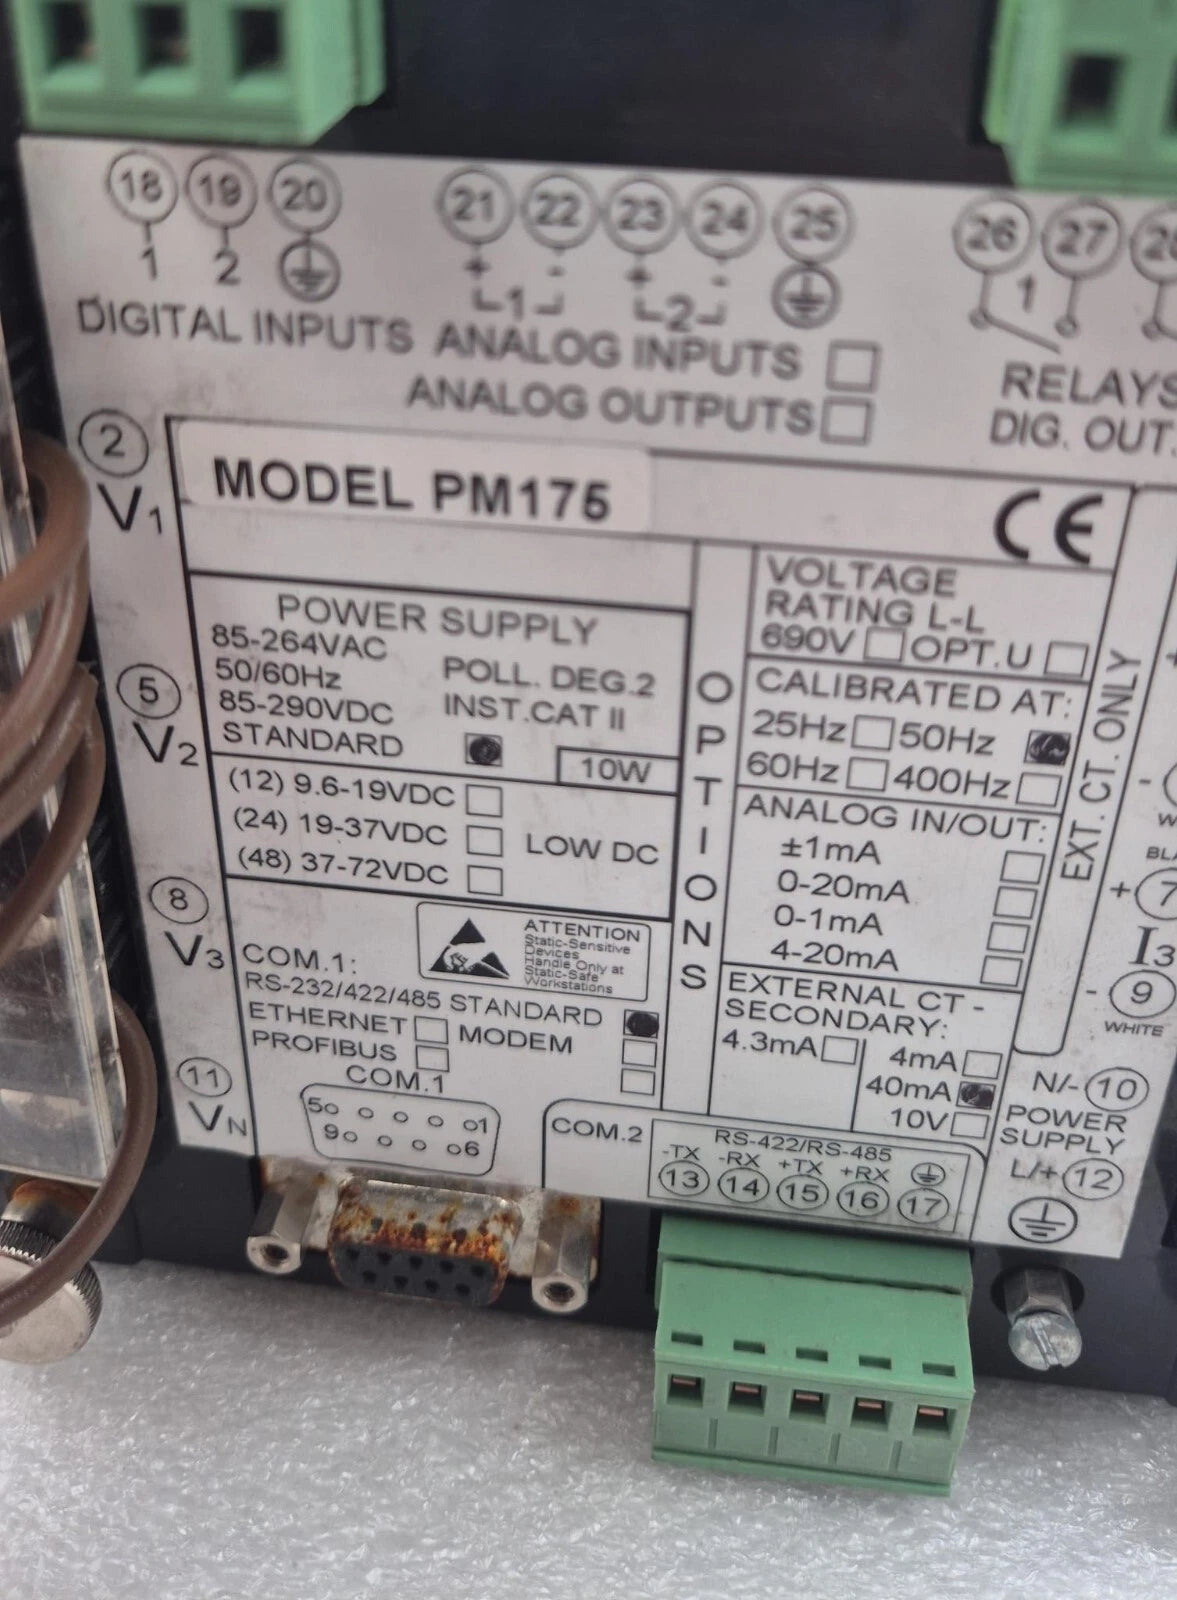 18 19 20 21 22 23 24 25 26 27 28
1 2 + - + - 1
1 2
DIGITAL INPUTS ANALOG INPUTS
ANALOG OUTPUTS
RELAYS
DIG. OUT.
2
V1
MODEL PM175
CE
POWER SUPPLY
85-264VAC
50/60Hz
85-290VDC
STANDARD
POLL. DEG.2
INST.CAT II
10W
5
V2
(12) 9.6-19VDC
(24) 19-37VDC
(48) 37-72VDC
LOW DC
8
V3
ATTENTION
Static-Sensitive
Devices
Handle Only at
Static-Safe
Workstations
COM.1:
RS-232/422/485 STANDARD
ETHERNET MODEM
PROFIBUS
COM.1
5 1
9 6
11
VN
OPTIONS
VOLTAGE
RATING L-L
690V OPT.U
CALIBRATED AT:
25Hz 50Hz
60Hz 400Hz
ANALOG IN/OUT:
±1mA
0-20mA
0-1mA
4-20mA
EXTERNAL CT -
SECONDARY:
4.3mA 4mA
40mA
10V
EXT. CT. ONLY
COM.2
RS-422/RS-485
-TX -RX +TX +RX
13 14 15 16 17
+
-
W
BLA
+ 7
I3
- 9
WHITE
N/- 10
POWER
SUPPLY
L/+ 12